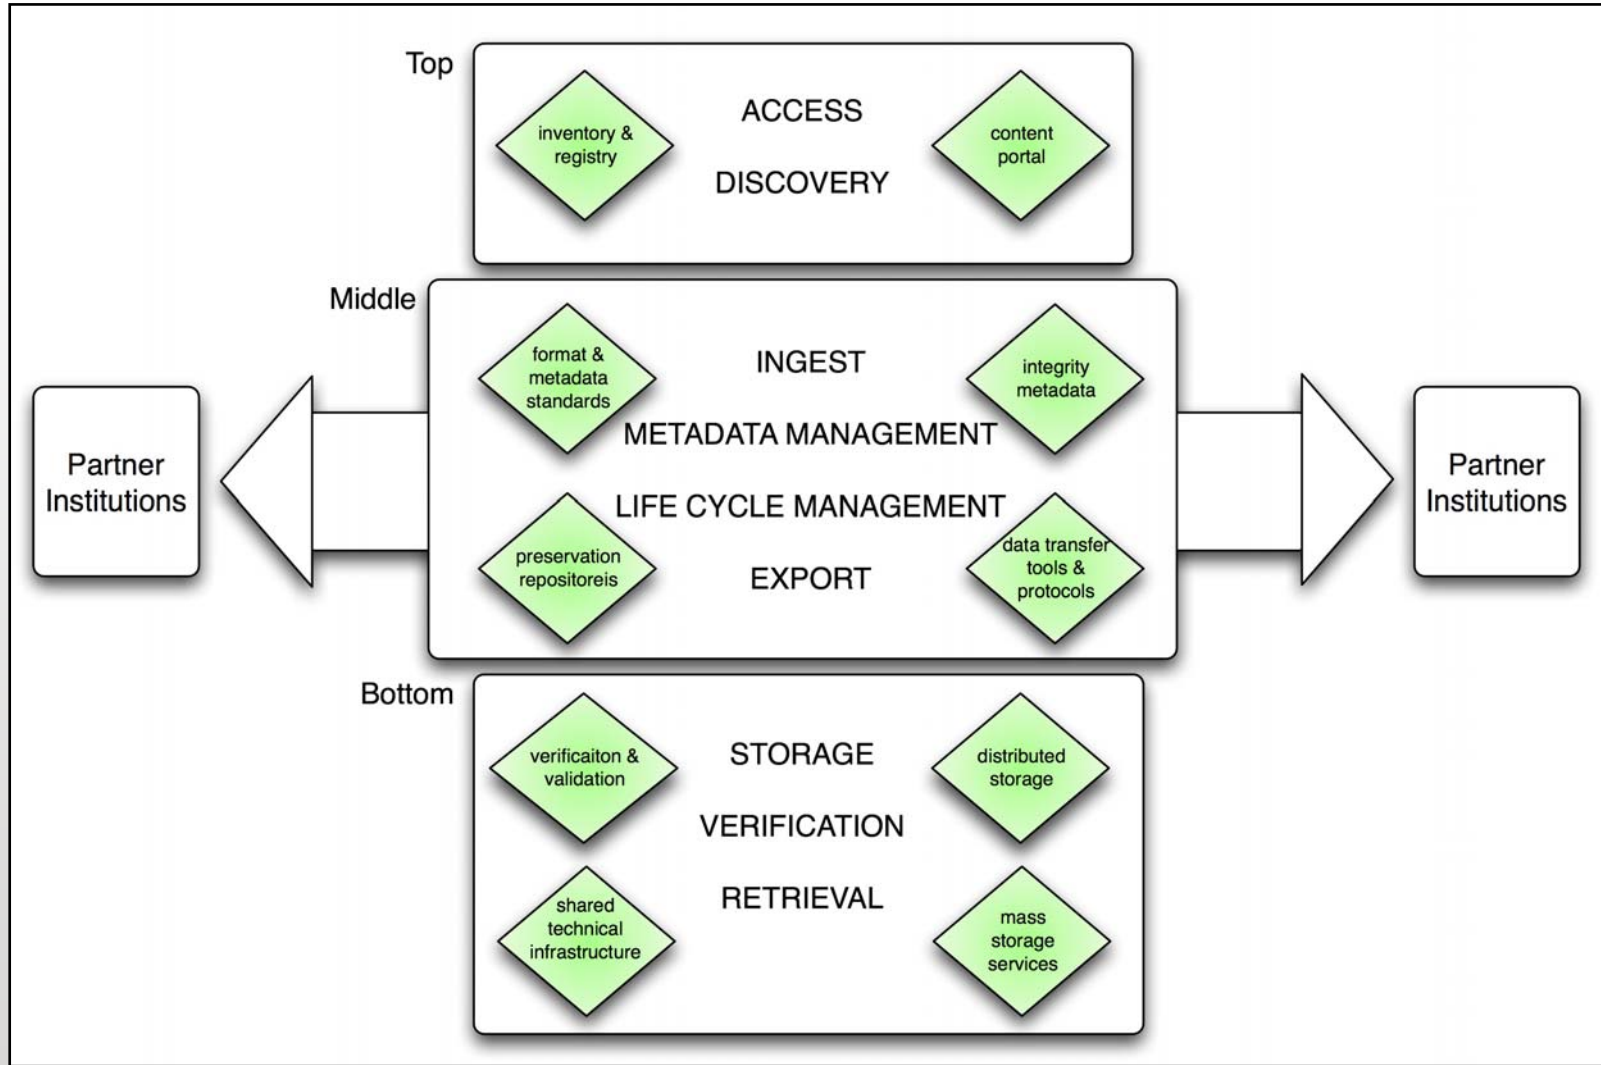 Top
inventory &
registry
ACCESS
DISCOVERY
content
portal
Middle
format &
metadata
standards
INGEST
METADATA MANAGEMENT
LIFE CYCLE MANAGEMENT
EXPORT
integrity
metadata
preservation
repositoreis
data transfer
tools &
protocols
Partner
Institutions
Partner
Institutions
Bottom
verificaiton &
validation
STORAGE
VERIFICATION
RETRIEVAL
distributed
storage
shared
technical
infrastructure
mass
storage
services